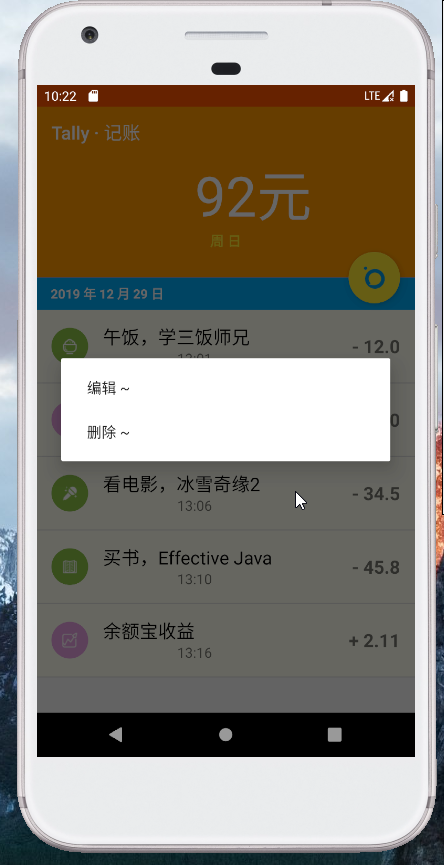 10:22 LTE
Tally · 记账
92元
周 日
2019 年 12 月 29 日
午饭，学三饭师兄
- 12.0
编辑 ~
删除 ~
看电影，冰雪奇缘2
- 34.5
13:06
买书，Effective Java
- 45.8
13:10
余额宝收益
+ 2.11
13:16